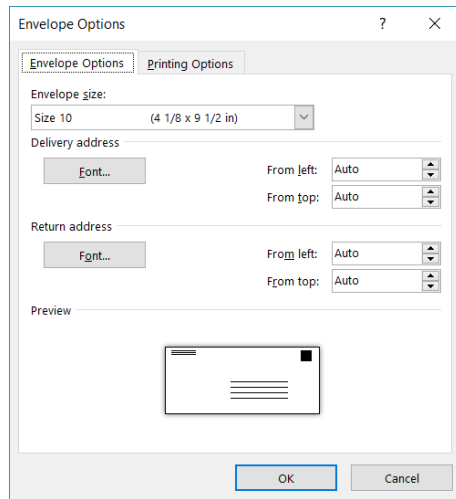 Envelope Options ?
Envelope Options Printing Options
Envelope size:
Size 10 (4 1/8 x 9 1/2 in)
Delivery address
Font... From left: Auto
From top: Auto
Return address
Font... From left: Auto
From top: Auto
Preview
OK Cancel